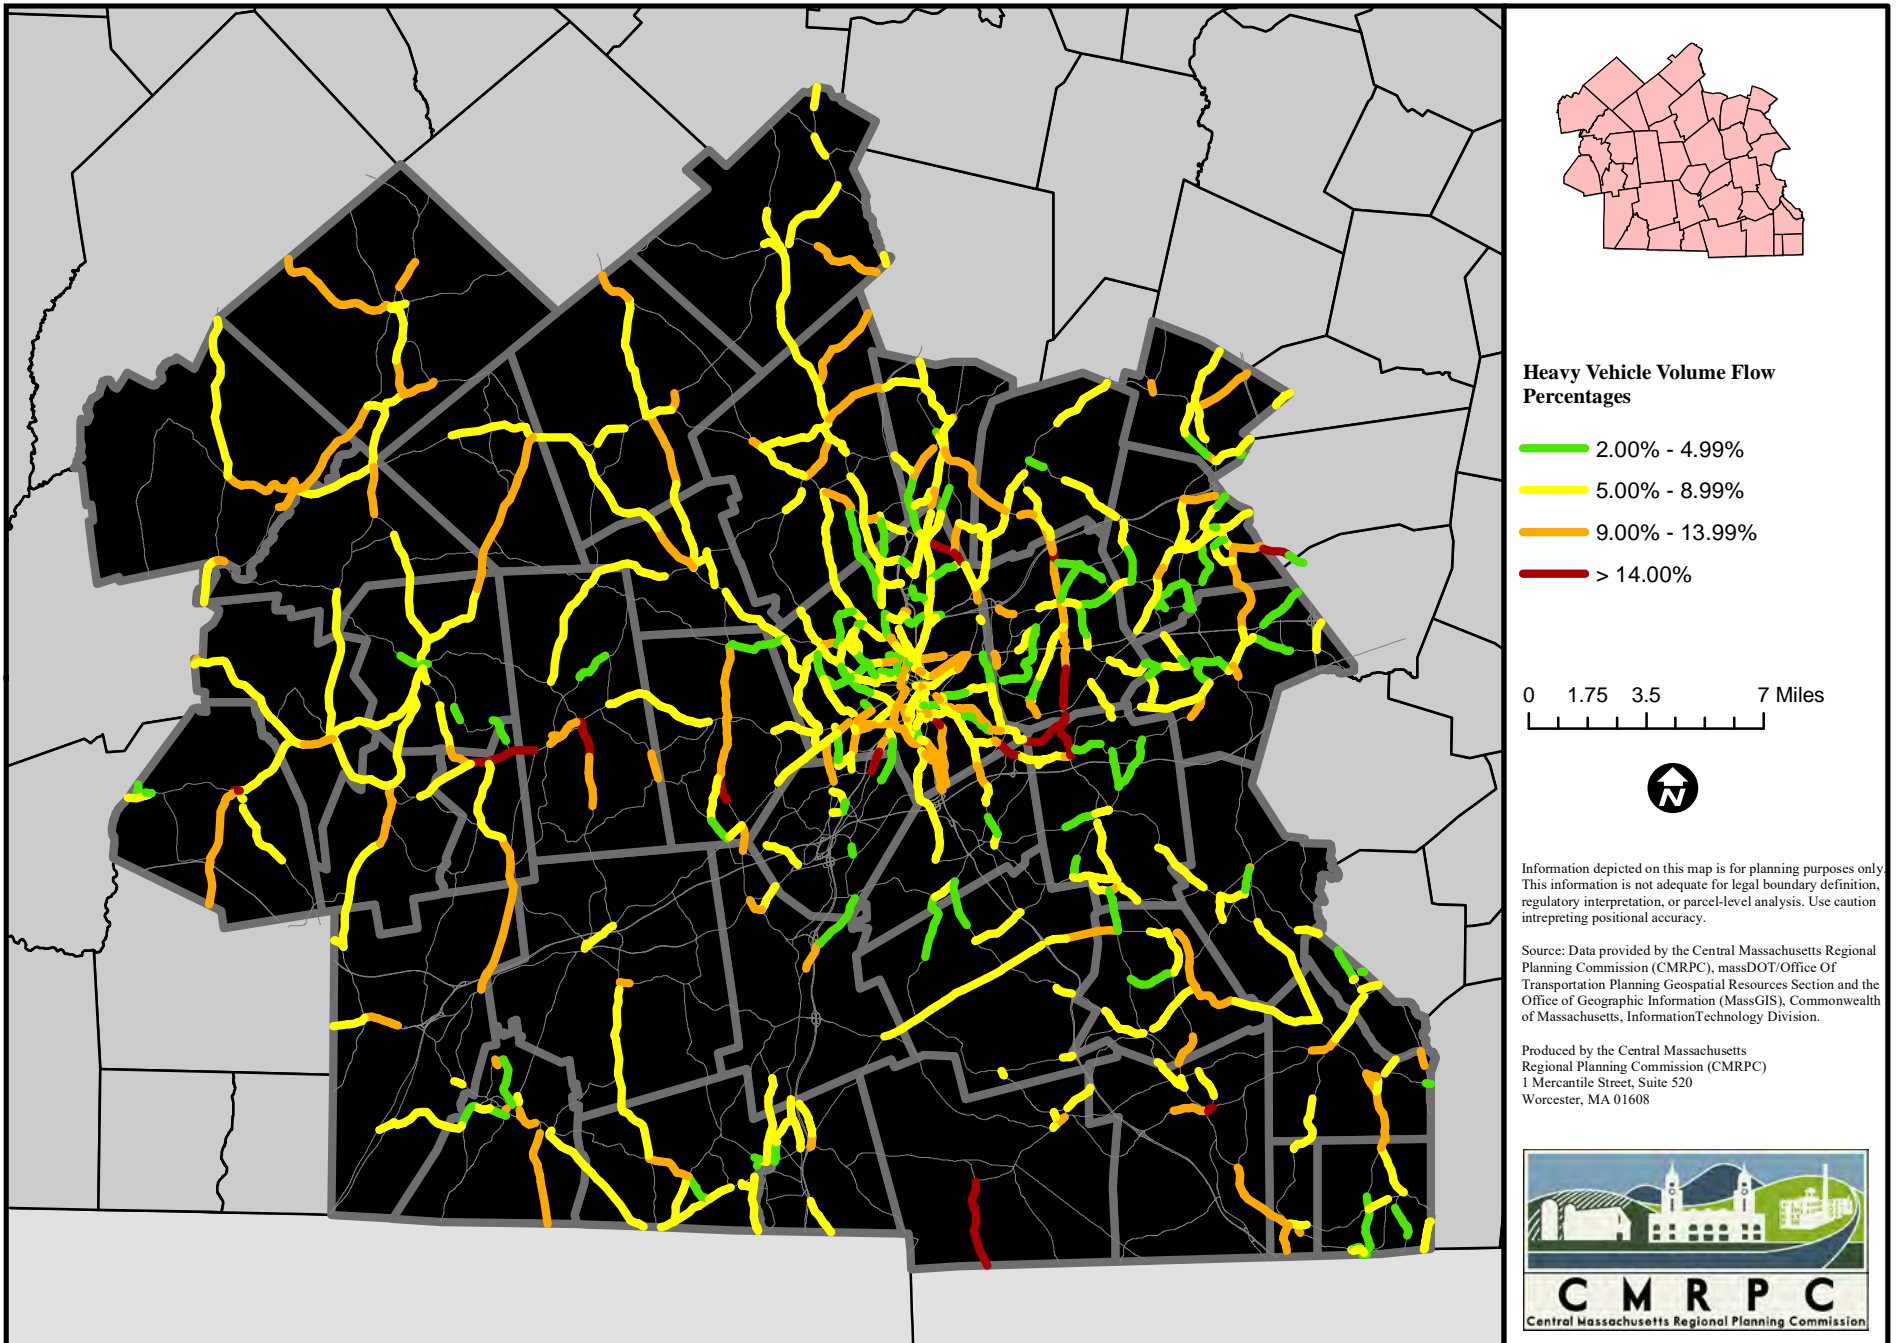 Heavy Vehicle Volume Flow
Percentages
2.00% - 4.99%
5.00% - 8.99%
9.00% - 13.99%
> 14.00%
0 1.75 3.5 7 Miles
N
Information depicted on this map is for planning purposes only.
This information is not adequate for legal boundary definition,
regulatory interpretation, or parcel-level analysis. Use caution
intrepreting positional accuracy.
Source: Data provided by the Central Massachusetts Regional
Planning Commission (CMRPC), massDOT/Office Of
Transportation Planning Geospatial Resources Section and the
Office of Geographic Information (MassGIS), Commonwealth
of Massachusetts, InformationTechnology Division.
Produced by the Central Massachusetts
Regional Planning Commission (CMRPC)
1 Mercantile Street, Suite 520
Worcester, MA 01608
CMRPC
Central Massachusetts Regional Planning Commission